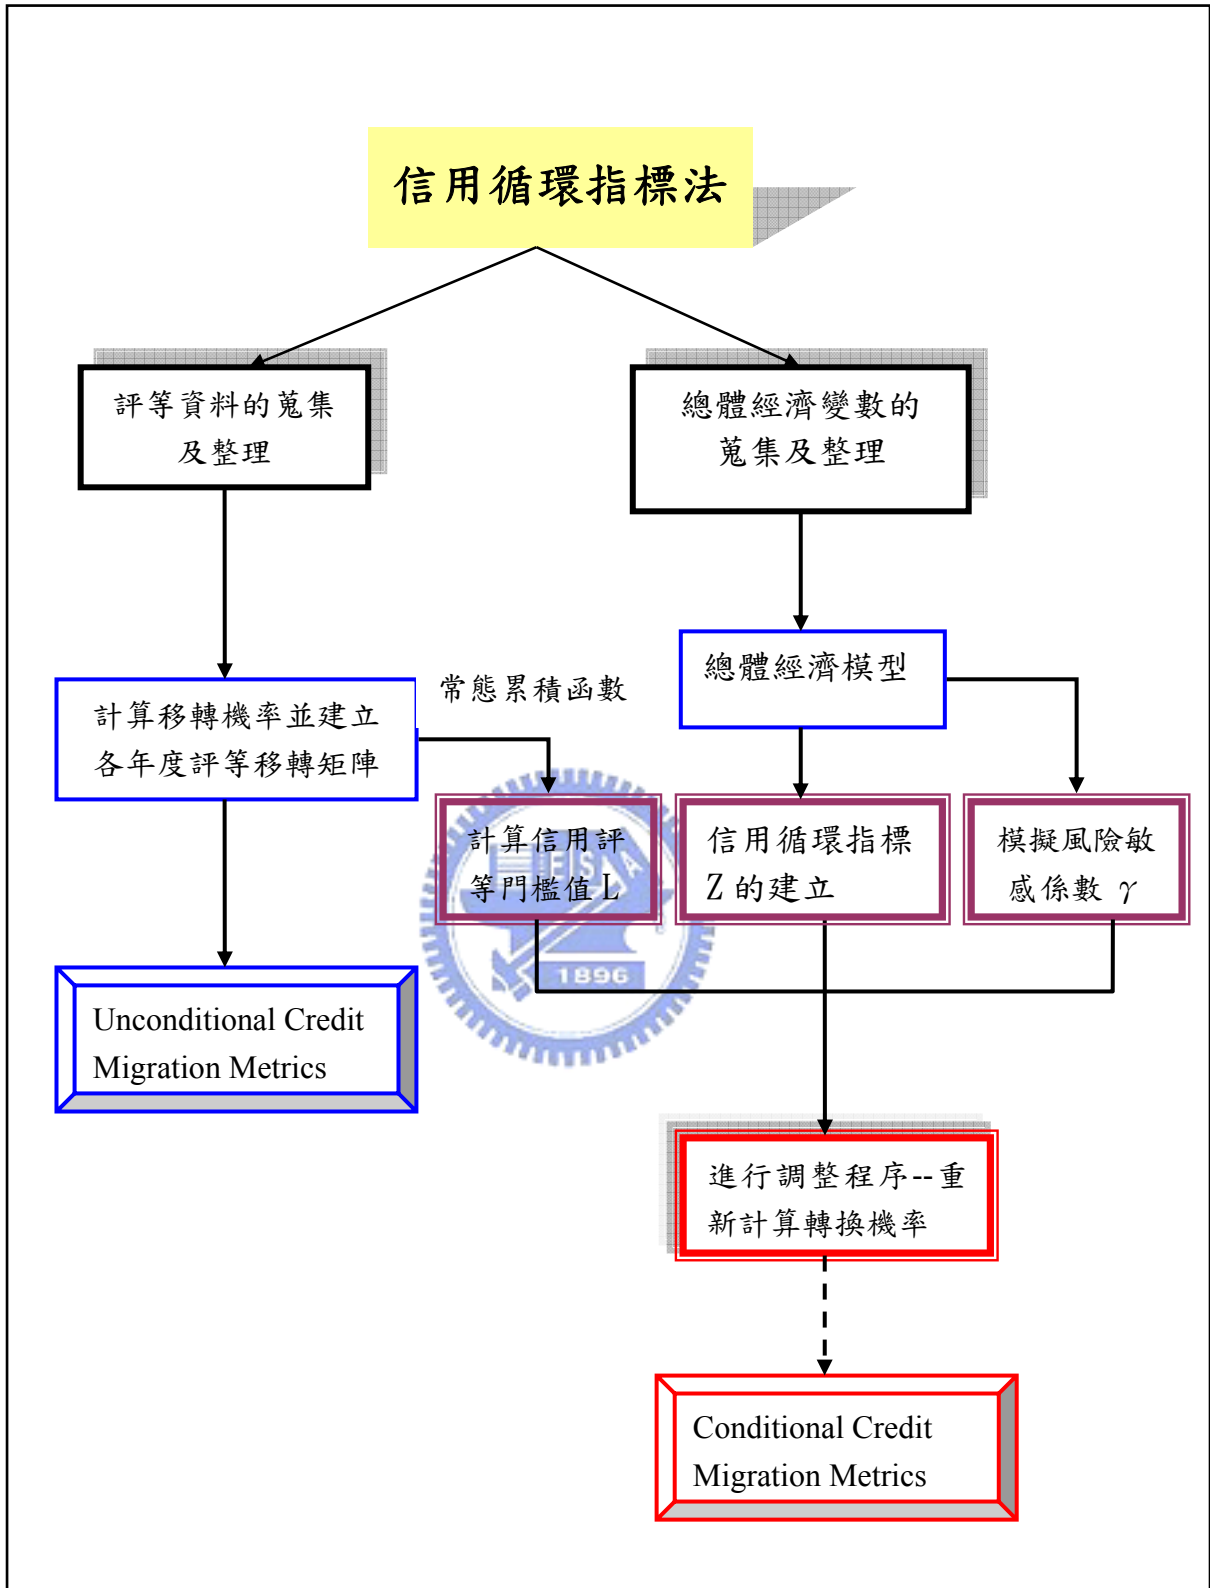 信用循環指標法
評等資料的蒐集
及整理
總體經濟變數的
蒐集及整理
計算移轉機率並建立
各年度評等移轉矩陣
常態累積函數
總體經濟模型
計算信用評
等門檻值 L
信用循環指標
Z 的建立
模擬風險敏
感係數 γ
1896
Unconditional Credit
Migration Metrics
進行調整程序--重
新計算轉換機率
Conditional Credit
Migration Metrics